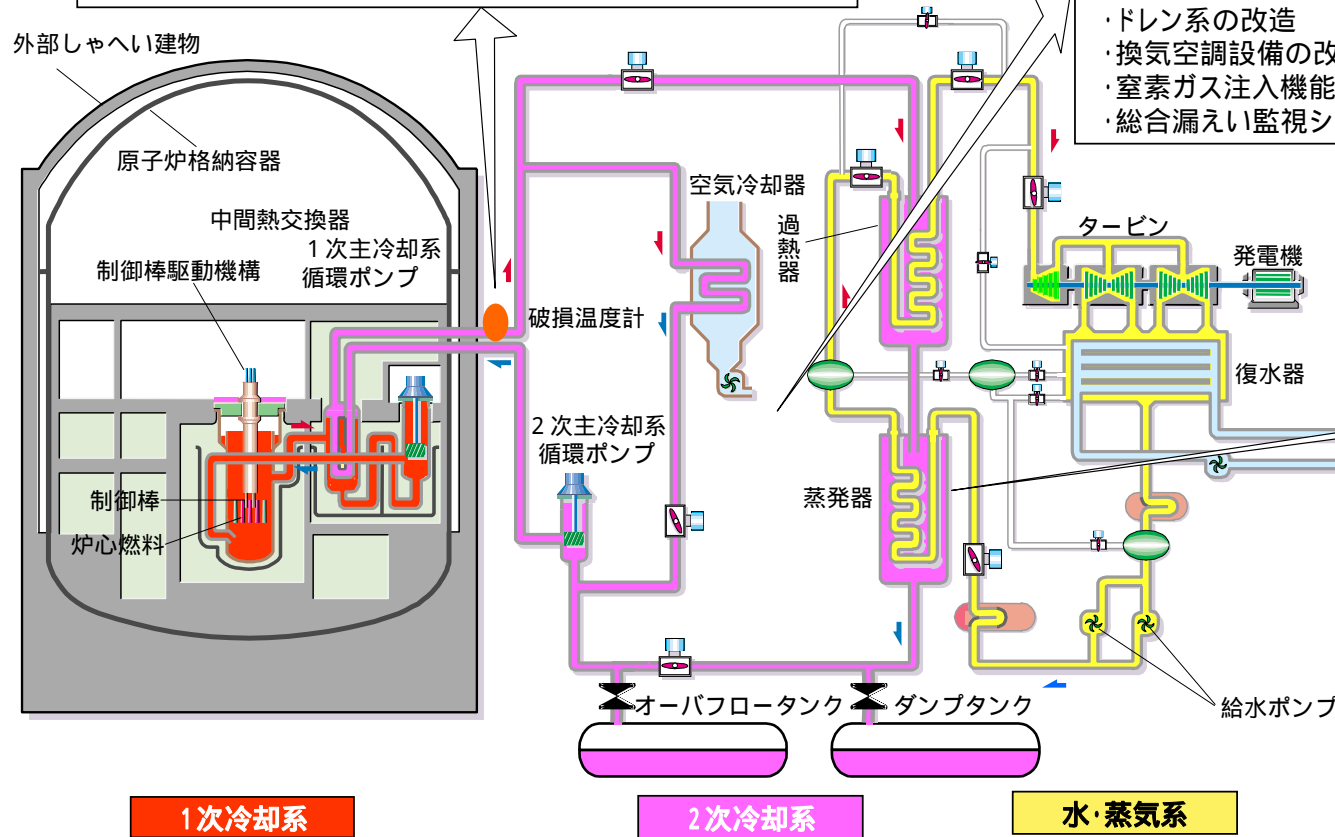 ・ドレン系の改造
・換気空調設備の改
・窒素ガス注入機能
・総合漏えい監視シ
外部しゃへい建物
原子炉格納容器
中間熱交換器
1次主冷却系
循環ポンプ
制御棒駆動機構
制御棒
炉心燃料
破損温度計
空気冷却器
過熱器
2次主冷却系
循環ポンプ
蒸発器
タービン
発電機
復水器
給水ポンプ
オーバフロータンク
ダンプタンク
1次冷却系
2次冷却系
水・蒸気系